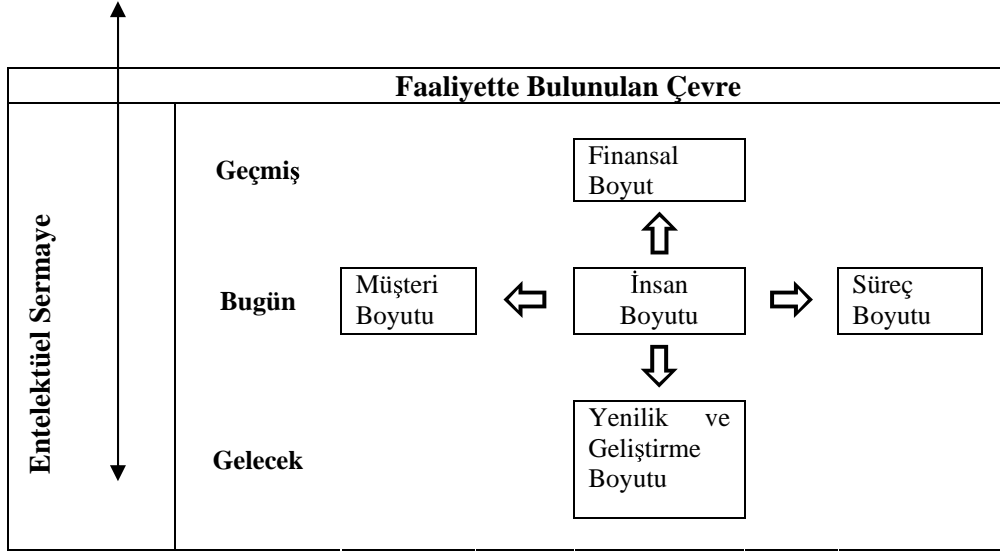 Faaliyette Bulunulan Çevre
Entelektüel Sermaye
Geçmiş
Finansal
Boyut
Bugün
Müşteri
Boyutu
İnsan
Boyutu
Süreç
Boyutu
Gelecek
Yenilik ve
Geliştirme
Boyutu